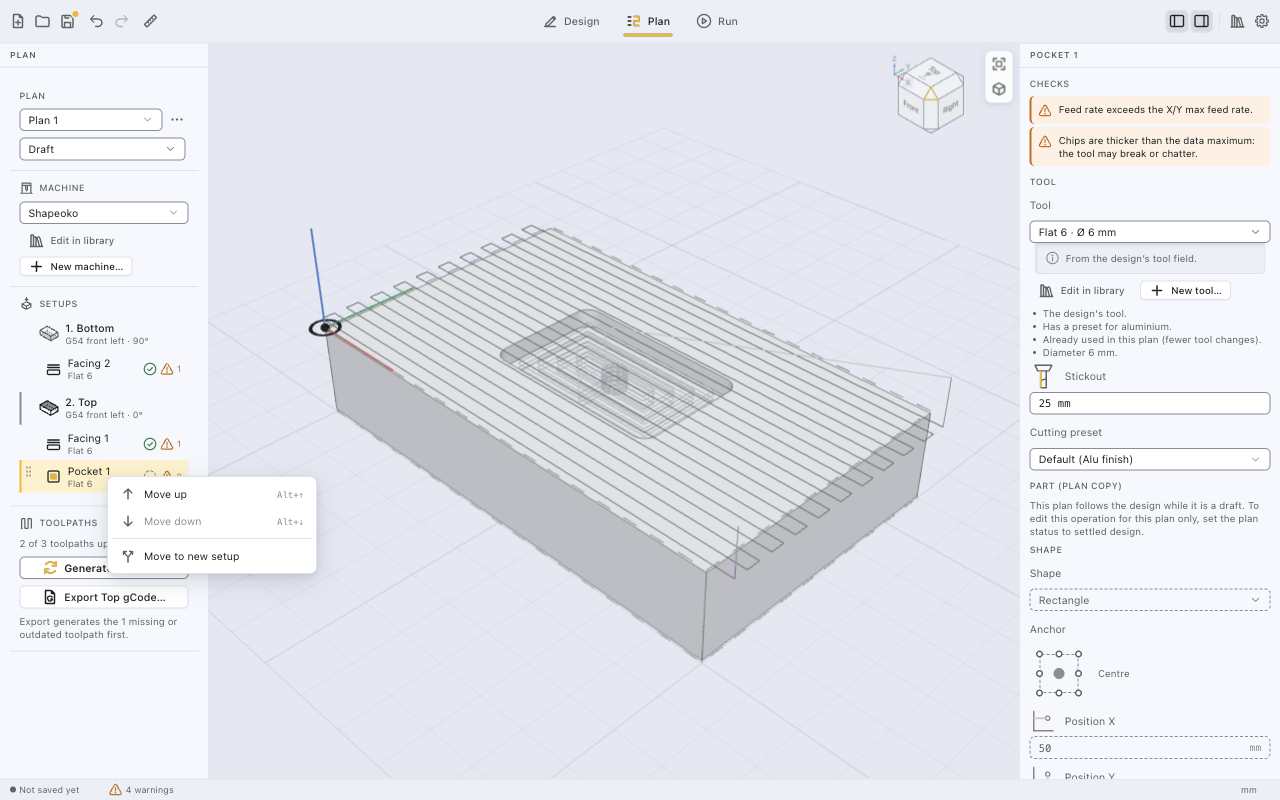 Design
Plan
Run
PLAN
PLAN
Plan 1
Draft
MACHINE
Shapeoko
Edit in library
New machine...
SETUPS
1. Bottom
G54 front left · 90°
Facing 2
Flat 6
1
2. Top
G54 front left · 0°
Facing 1
Flat 6
1
Pocket 1
Flat 6
Move up
Alt+↑
Move down
Alt+↓
Move to new setup
TOOLPATHS
2 of 3 toolpaths up
Export Top gCode...
Export generates the 1 missing or
outdated toolpath first.
Z
Y
X
Front
Right
POCKET 1
CHECKS
Feed rate exceeds the X/Y max feed rate.
Chips are thicker than the data maximum:
the tool may break or chatter.
TOOL
Tool
Flat 6 · Ø 6 mm
From the design's tool field.
Edit in library
New tool...
• The design's tool.
• Has a preset for aluminium.
• Already used in this plan (fewer tool changes).
• Diameter 6 mm.
Stickout
25 mm
Cutting preset
Default (Alu finish)
PART (PLAN COPY)
This plan follows the design while it is a draft. To
edit this operation for this plan only, set the plan
status to settled design.
SHAPE
Shape
Rectangle
Anchor
Centre
Position X
50
mm
Position Y
Not saved yet
4 warnings
mm